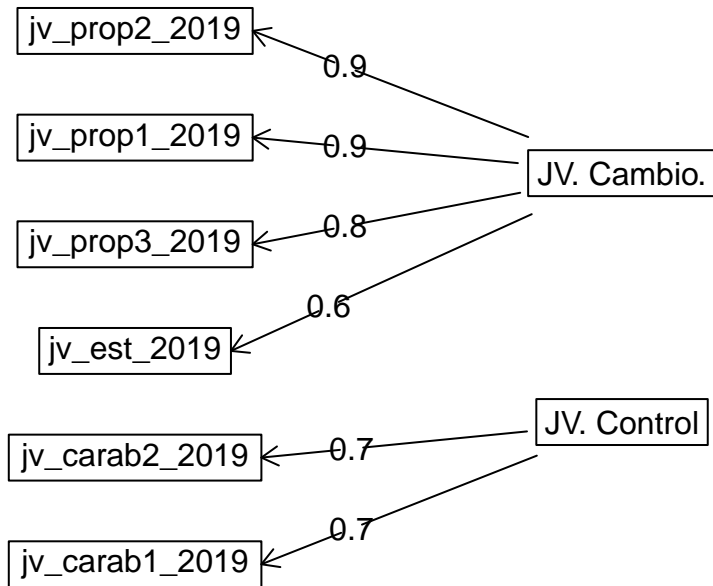 jv_prop2_2019
0.9
jv_prop1_2019
0.9
JV. Cambio.
jv_prop3_2019
0.8
0.6
jv_est_2019
JV. Control
jv_carab2_2019
0.7
jv_carab1_2019
0.7